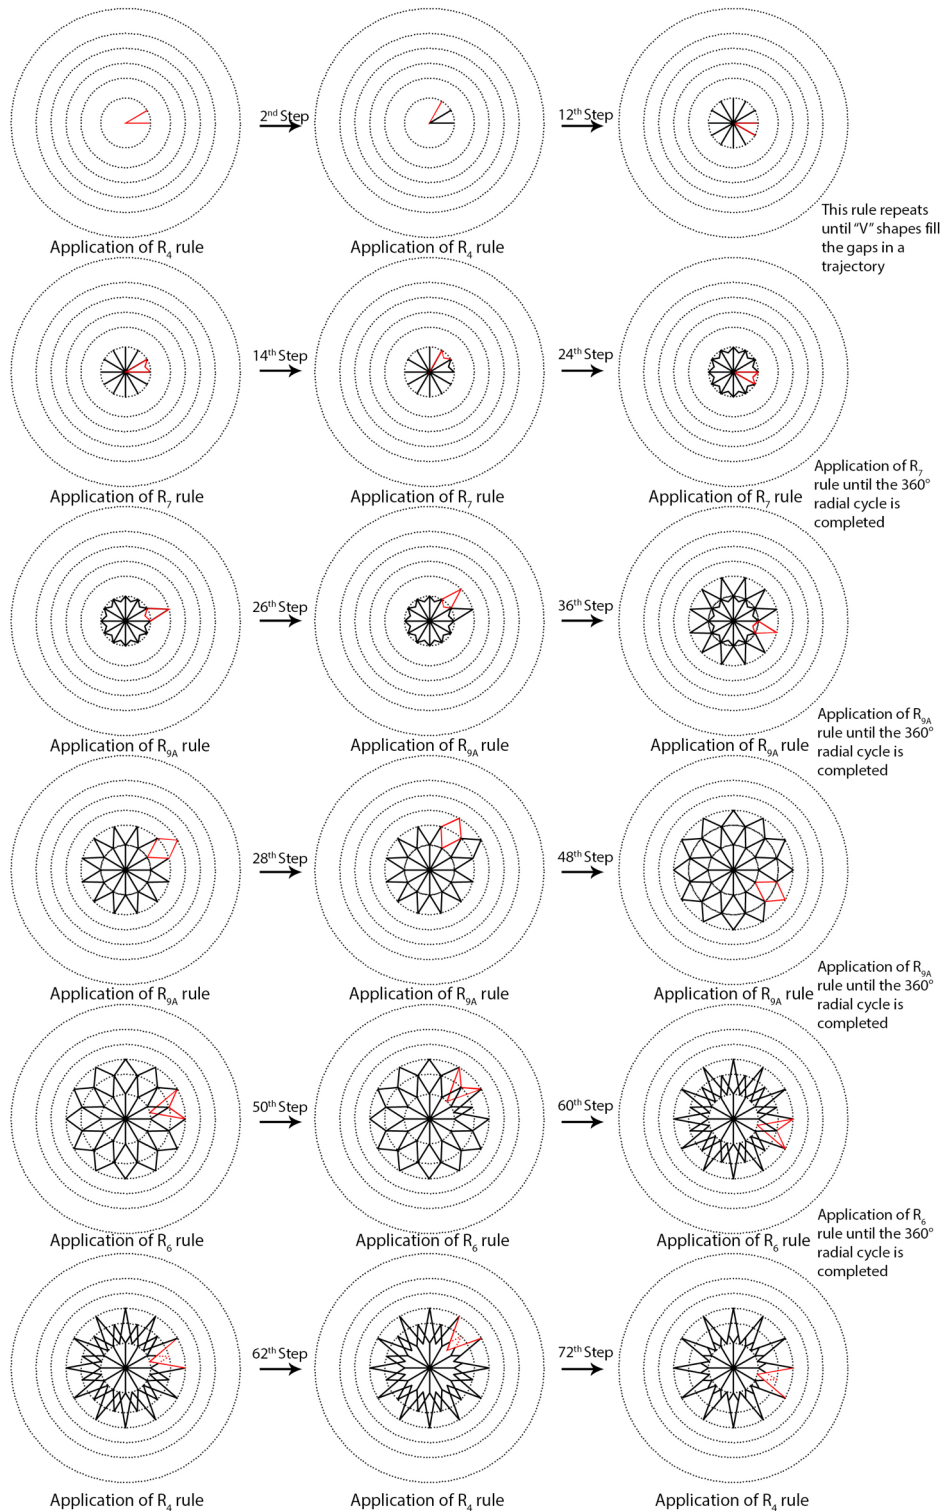 2nd Step
12th Step
This rule repeats
until “V” shapes fill
the gaps in a
trajectory
Application of R4 rule
Application of R4 rule
14th Step
24th Step
Application of R7
rule until the 360°
radial cycle is
completed
Application of R7 rule
Application of R7 rule
Application of R7 rule
26th Step
36th Step
Application of R9A
rule until the 360°
radial cycle is
completed
Application of R9A rule
Application of R9A rule
Application of R9A rule
28th Step
48th Step
Application of R9A
rule until the 360°
radial cycle is
completed
Application of R9A rule
Application of R9A rule
Application of R9A rule
50th Step
60th Step
Application of R6
rule until the 360°
radial cycle is
completed
Application of R6 rule
Application of R6 rule
Application of R6 rule
62th Step
72th Step
Application of R4 rule
Application of R4 rule
Application of R4 rule